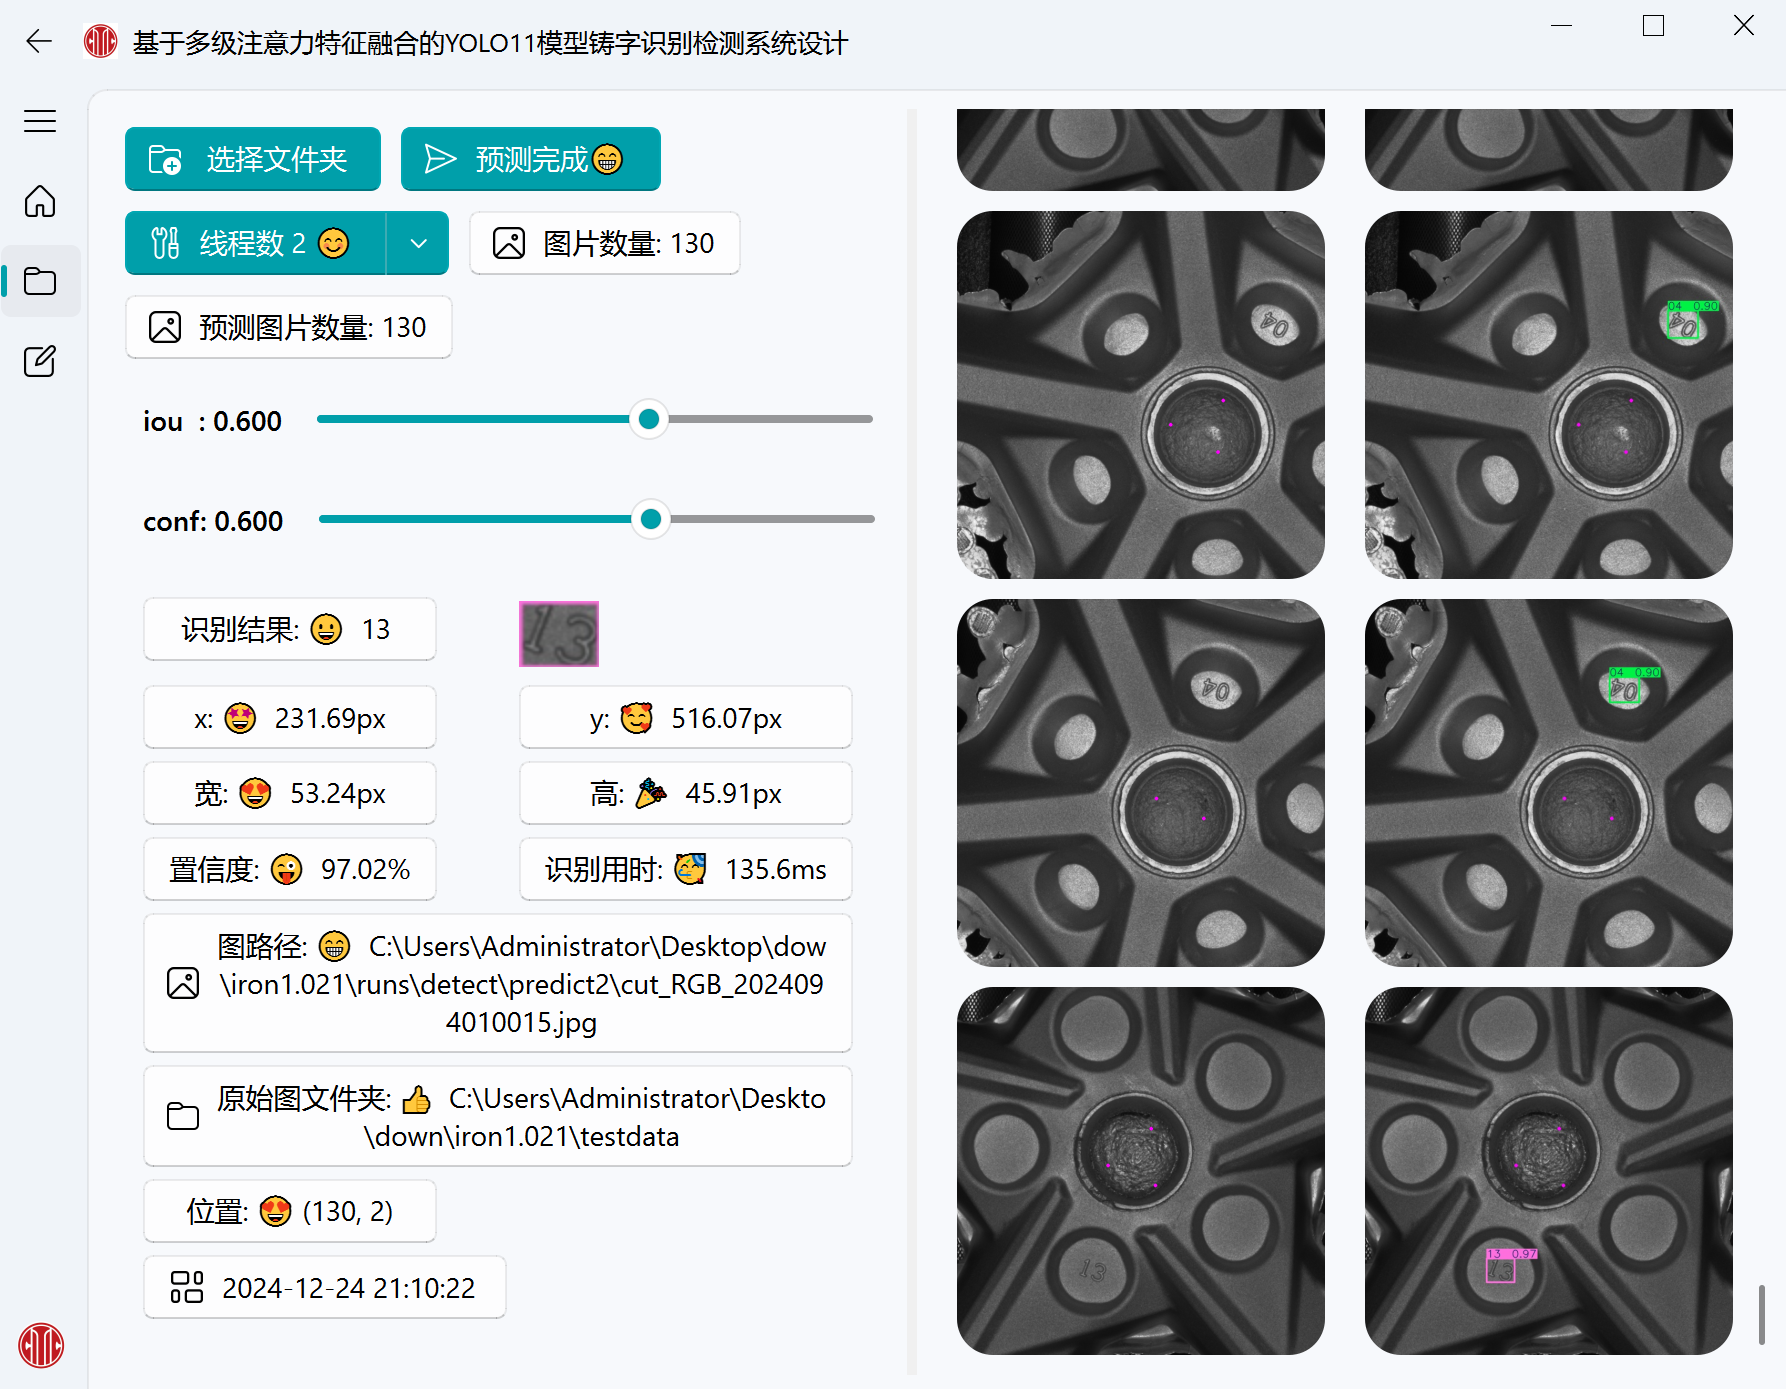 基于多级注意力特征融合的YOLO11模型铸字识别检测系统设计
选择文件夹
预测完成😁
线程数 2 😊
图片数量: 130
预测图片数量: 130
iou : 0.600
conf: 0.600
识别结果: 😀 13
13
x: 🤩 231.69px
y: 🥰 516.07px
宽: 😍 53.24px
高: 🎉 45.91px
置信度: 😜 97.02%
识别用时: 🥳 135.6ms
图路径: 😁 C:\Users\Administrator\Desktop\dow
\iron1.021\runs\detect\predict2\cut_RGB_202409
4010015.jpg
原始图文件夹: 👍 C:\Users\Administrator\Deskto
\down\iron1.021\testdata
位置: 😍 (130, 2)
2024-12-24 21:10:22
04
04 0.90
04
04
04 0.90
04
13
13 0.97
13